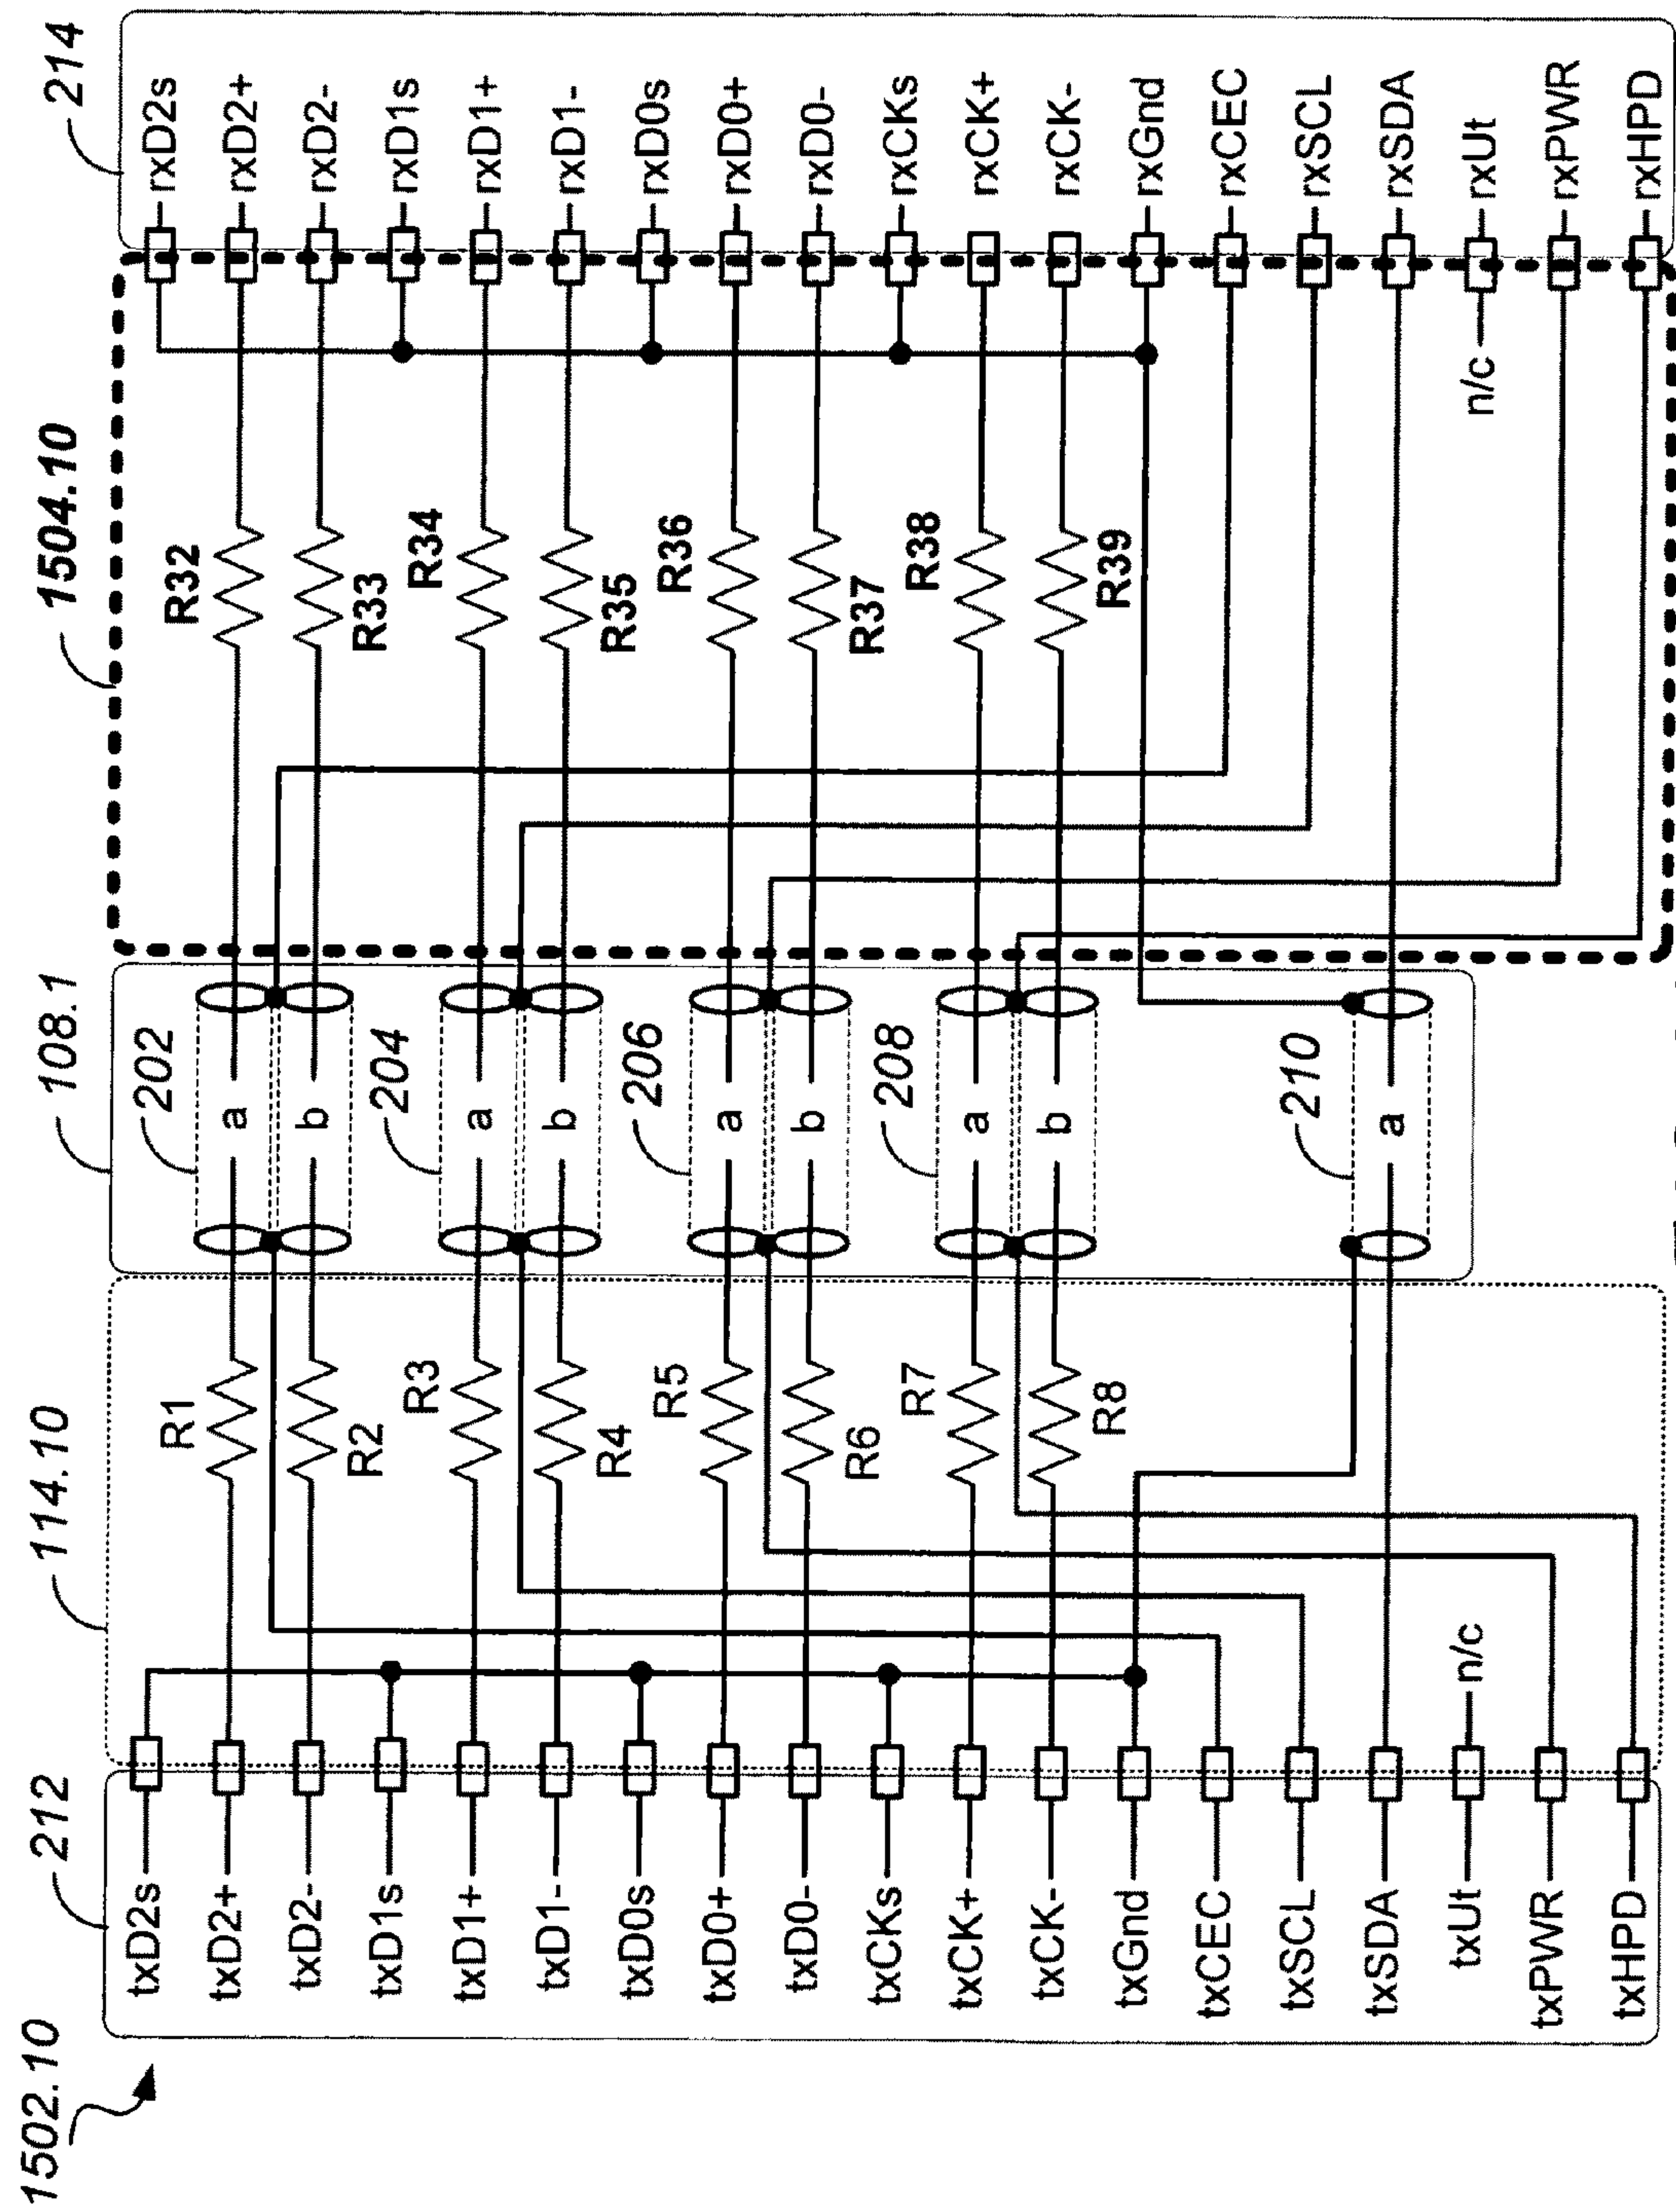 1502.10
212
114.10
108.1
1504.10
214
txD2s
txD2+
txD2-
txD1s
txD1+
txD1-
txD0s
txD0+
txD0-
txCKs
txCK+
txCK-
txGnd
txCEC
txSCL
txSDA
txUt
txPWR
txHPD
n/c
R1
R2
R3
R4
R5
R6
R7
R8
202
a
b
204
a
b
206
a
b
208
a
b
210
a
R32
R33
R34
R35
R36
R37
R38
R39
n/c
rxD2s
rxD2+
rxD2-
rxD1s
rxD1+
rxD1-
rxD0s
rxD0+
rxD0-
rxCKs
rxCK+
rxCK-
rxGnd
rxCEC
rxSCL
rxSDA
rxUt
rxPWR
rxHPD